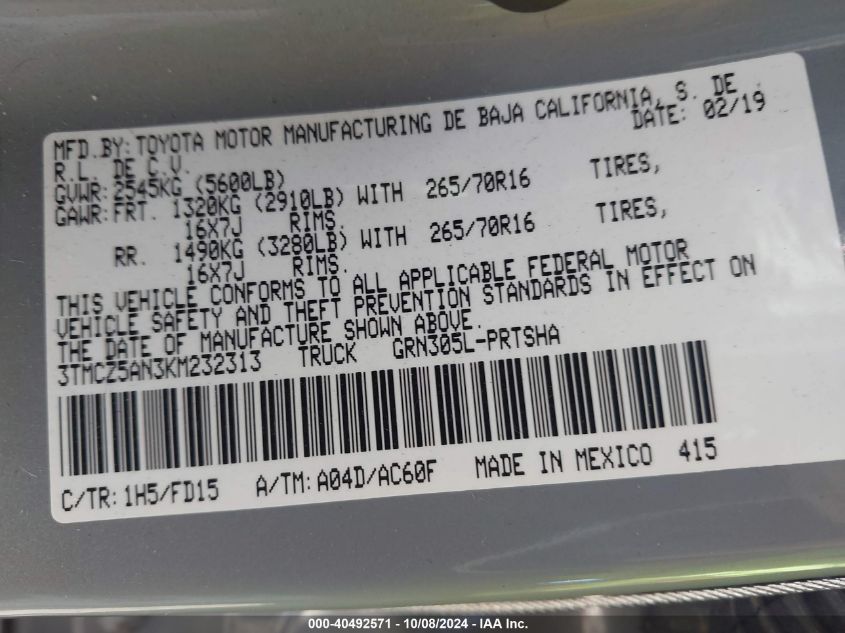 MFD.BY: TOYOTA MOTOR MANUFACTURING DE BAJA CALIFORNIA, S. DE
R.L. DE C.V. DATE: 02/19
GVWR: 2545KG (5600LB)
GAWR: FRT. 1320KG (2910LB) WITH 265/70R16 TIRES,
16X7J RIMS.
RR. 1490KG (3280LB) WITH 265/70R16 TIRES,
16X7J RIMS.
THIS VEHICLE CONFORMS TO ALL APPLICABLE FEDERAL MOTOR
VEHICLE SAFETY AND THEFT PREVENTION STANDARDS IN EFFECT ON
THE DATE OF MANUFACTURE SHOWN ABOVE.
3TMCZ5AN3KM232313 TRUCK GRN305L-PRTSHA
C/TR: 1H5/FD15 A/TM: A04D/AC60F MADE IN MEXICO 415
000-40492571 - 10/08/2024 - IAA Inc.